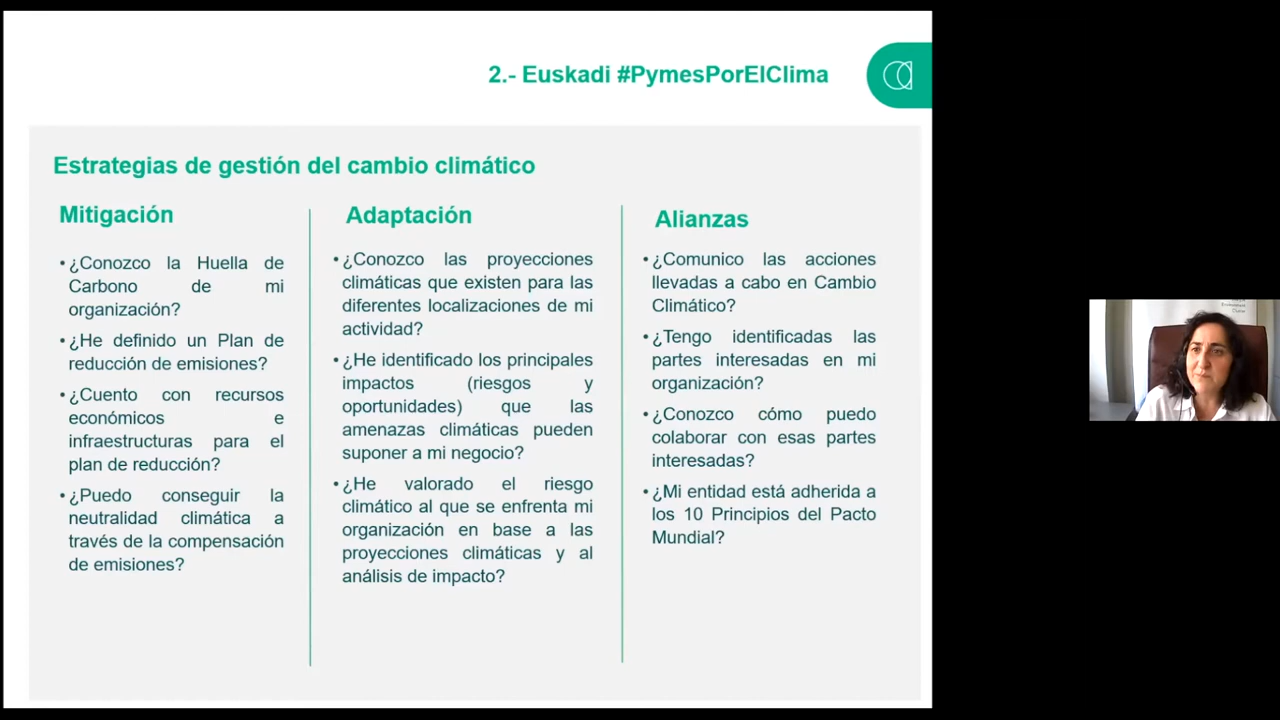 2.- Euskadi #PymesPorElClima
Estrategias de gestión del cambio climático
Mitigación
•¿Conozco la Huella de
Carbono de mi
organización?
•¿He definido un Plan de
reducción de emisiones?
•¿Cuento con recursos
económicos e
infraestructuras para el
plan de reducción?
•¿Puedo conseguir la
neutralidad climática a
través de la compensación
de emisiones?
Adaptación
•¿Conozco las proyecciones
climáticas que existen para las
diferentes localizaciones de mi
actividad?
•¿He identificado los principales
impactos (riesgos y
oportunidades) que las
amenazas climáticas pueden
suponer a mi negocio?
•¿He valorado el riesgo
climático al que se enfrenta mi
organización en base a las
proyecciones climáticas y al
análisis de impacto?
Alianzas
•¿Comunico las acciones
llevadas a cabo en Cambio
Climático?
•¿Tengo identificadas las
partes interesadas en mi
organización?
•¿Conozco cómo puedo
colaborar con esas partes
interesadas?
•¿Mi entidad está adherida a
los 10 Principios del Pacto
Mundial?